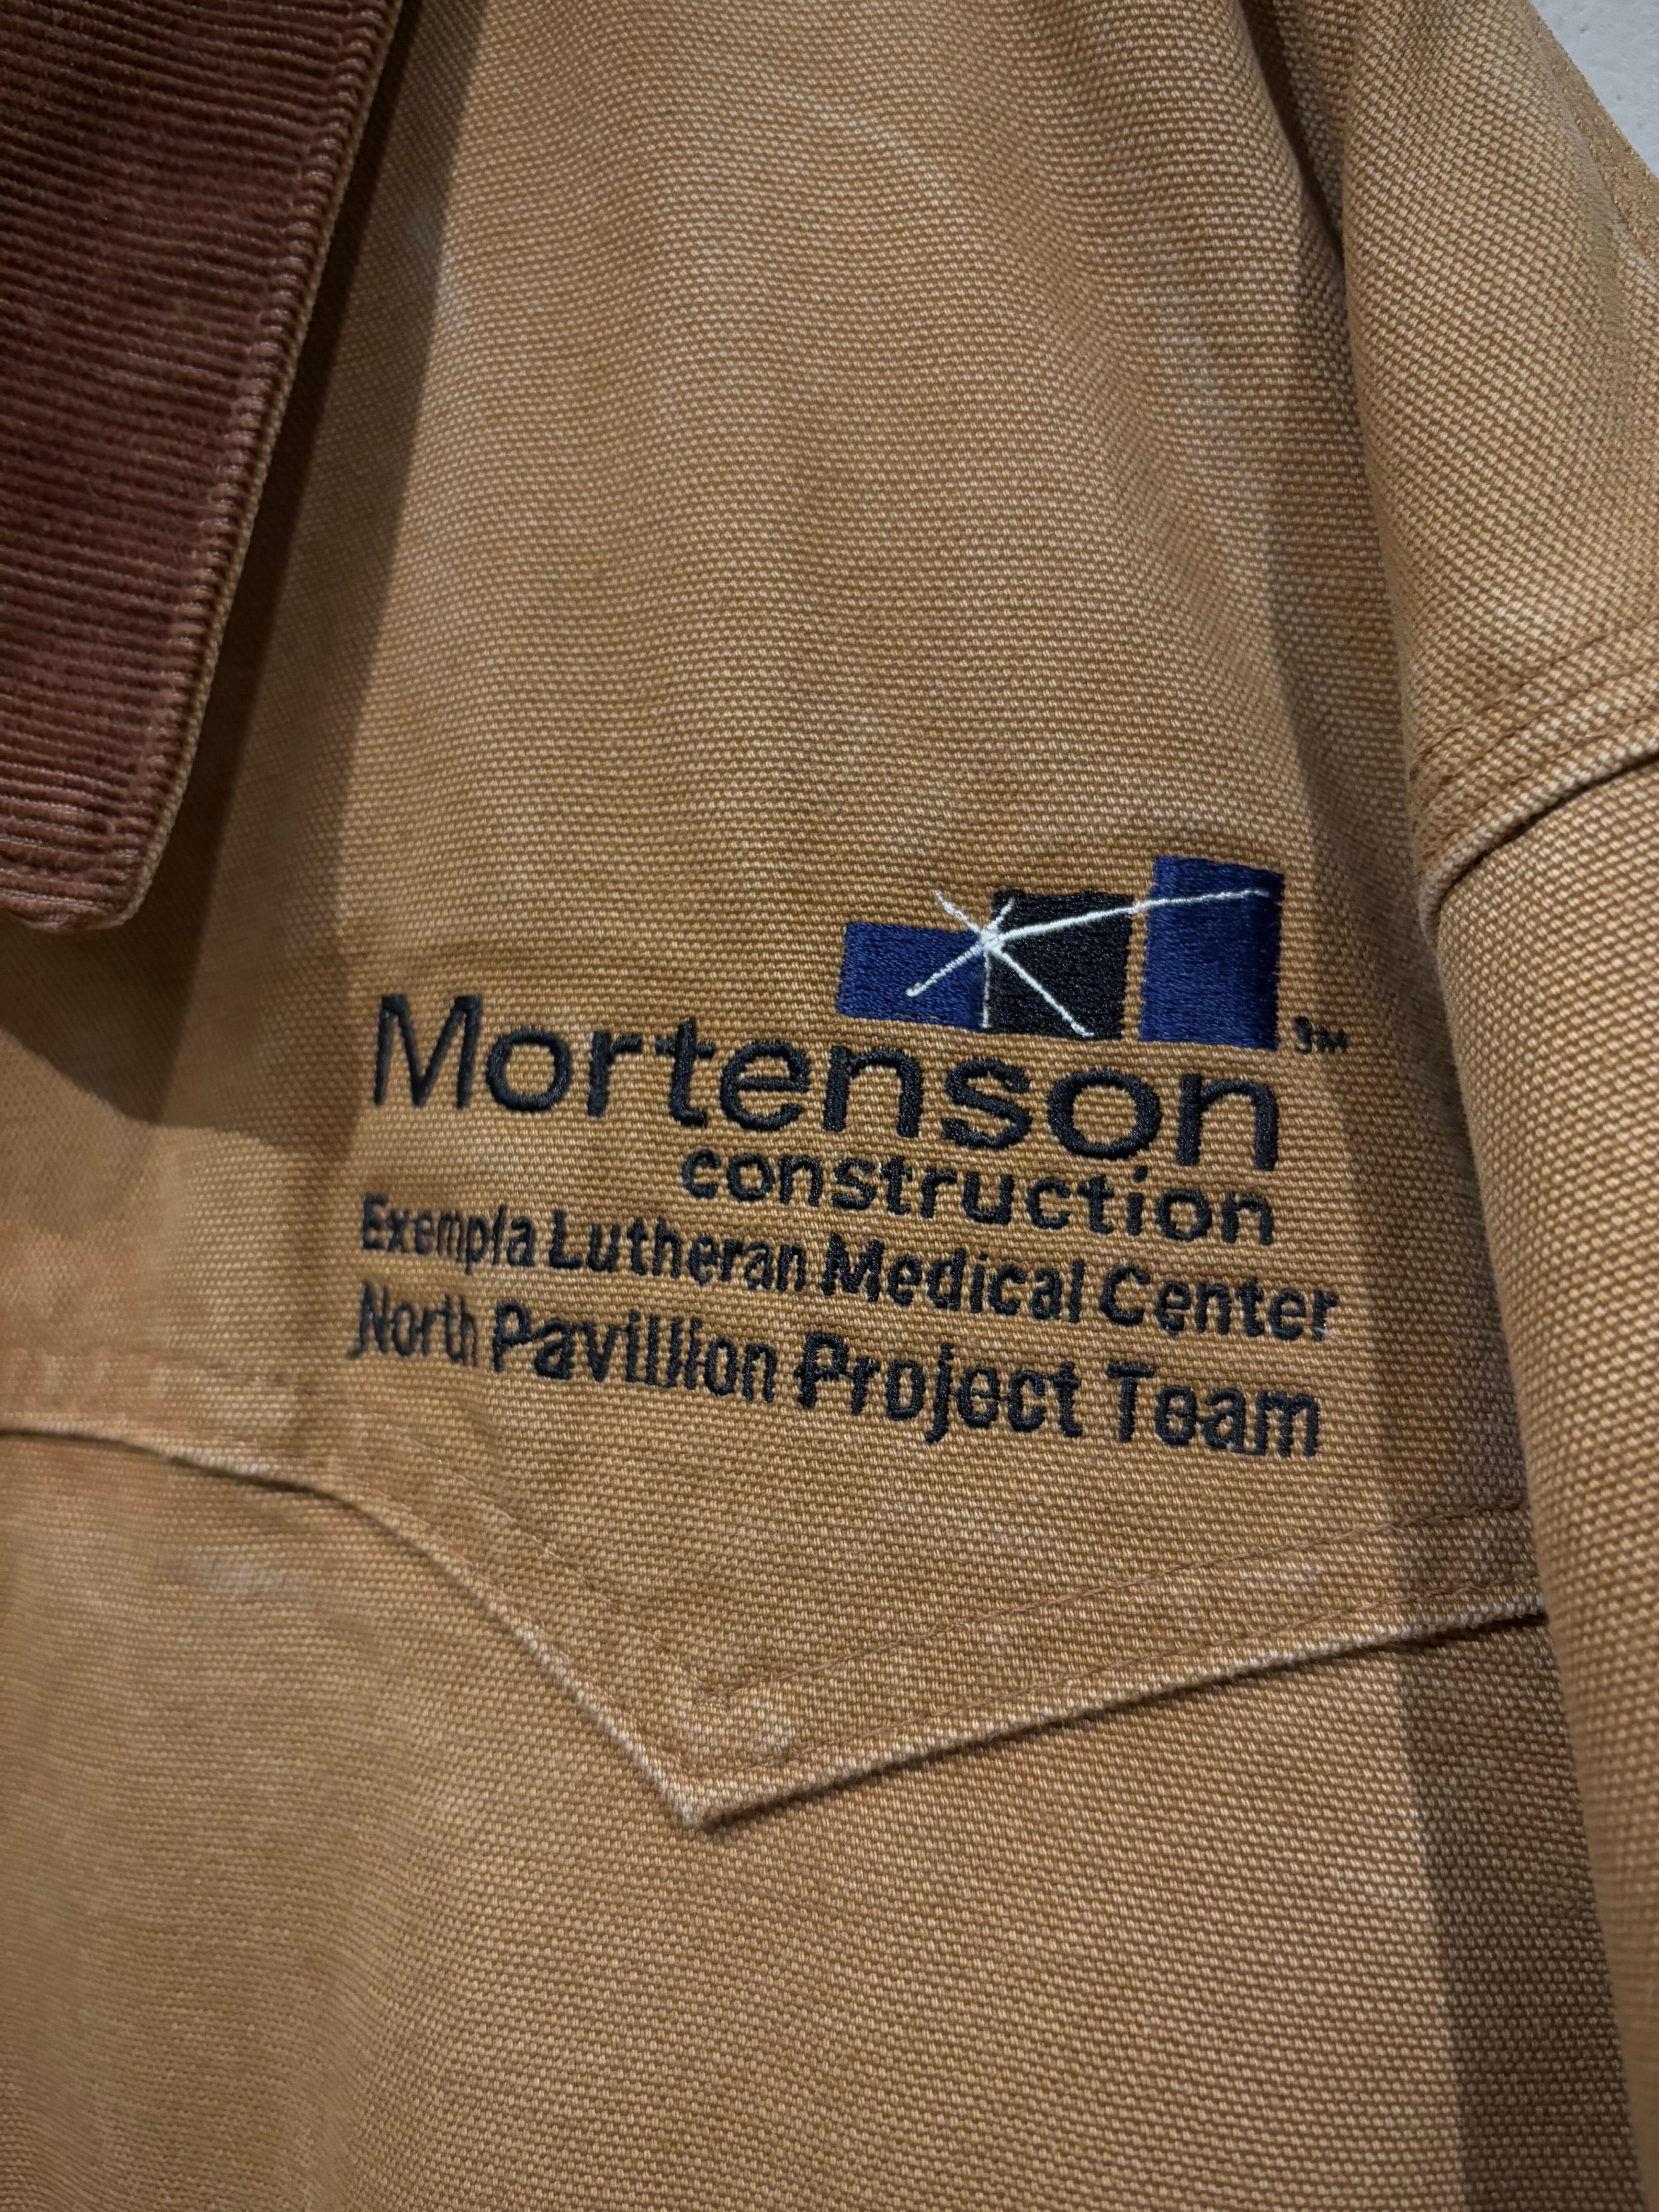 Mortenson
construction
Exempla Lutheran Medical Center
North Pavillion Project Team